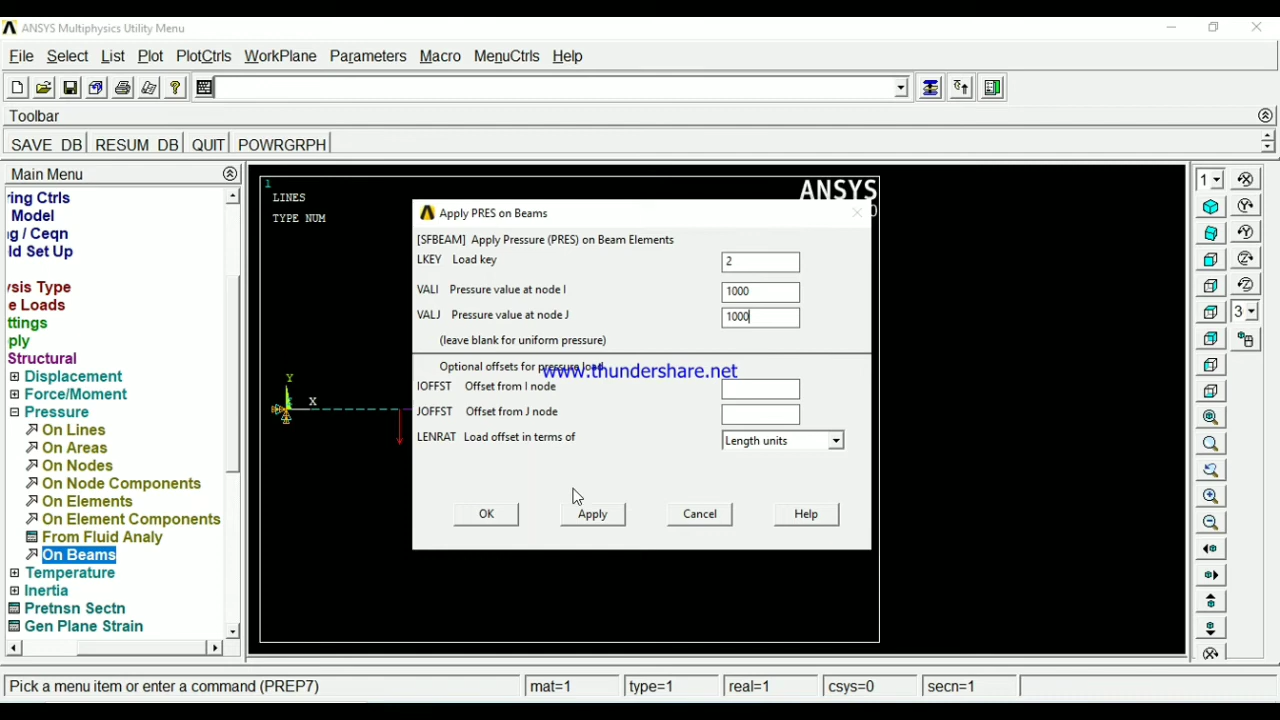 ANSYS Multiphysics Utility Menu
File Select List Plot PlotCtrls WorkPlane Parameters Macro MenuCtrls Help
Toolbar
SAVE_DB RESUM_DB QUIT POWRGRPH
Main Menu
ring Ctrls
Model
g / Ceqn
ld Set Up
ysis Type
e Loads
ttings
ply
Structural
Displacement
Force/Moment
Pressure
On Lines
On Areas
On Nodes
On Node Components
On Elements
On Element Components
From Fluid Analy
On Beams
Temperature
Inertia
Pretnsn Sectn
Gen Plane Strain
1
LINES
TYPE NUM
ANSYS
0
Y
X
Apply PRES on Beams
[SFBEAM] Apply Pressure (PRES) on Beam Elements
LKEY Load key 2
VALI Pressure value at node I 1000
VALJ Pressure value at node J 1000
(leave blank for uniform pressure)
Optional offsets for pressure load
www.thundershare.net
IOFFST Offset from I node
JOFFST Offset from J node
LENRAT Load offset in terms of Length units
OK Apply Cancel Help
1
3
Pick a menu item or enter a command (PREP7) mat=1 type=1 real=1 csys=0 secn=1